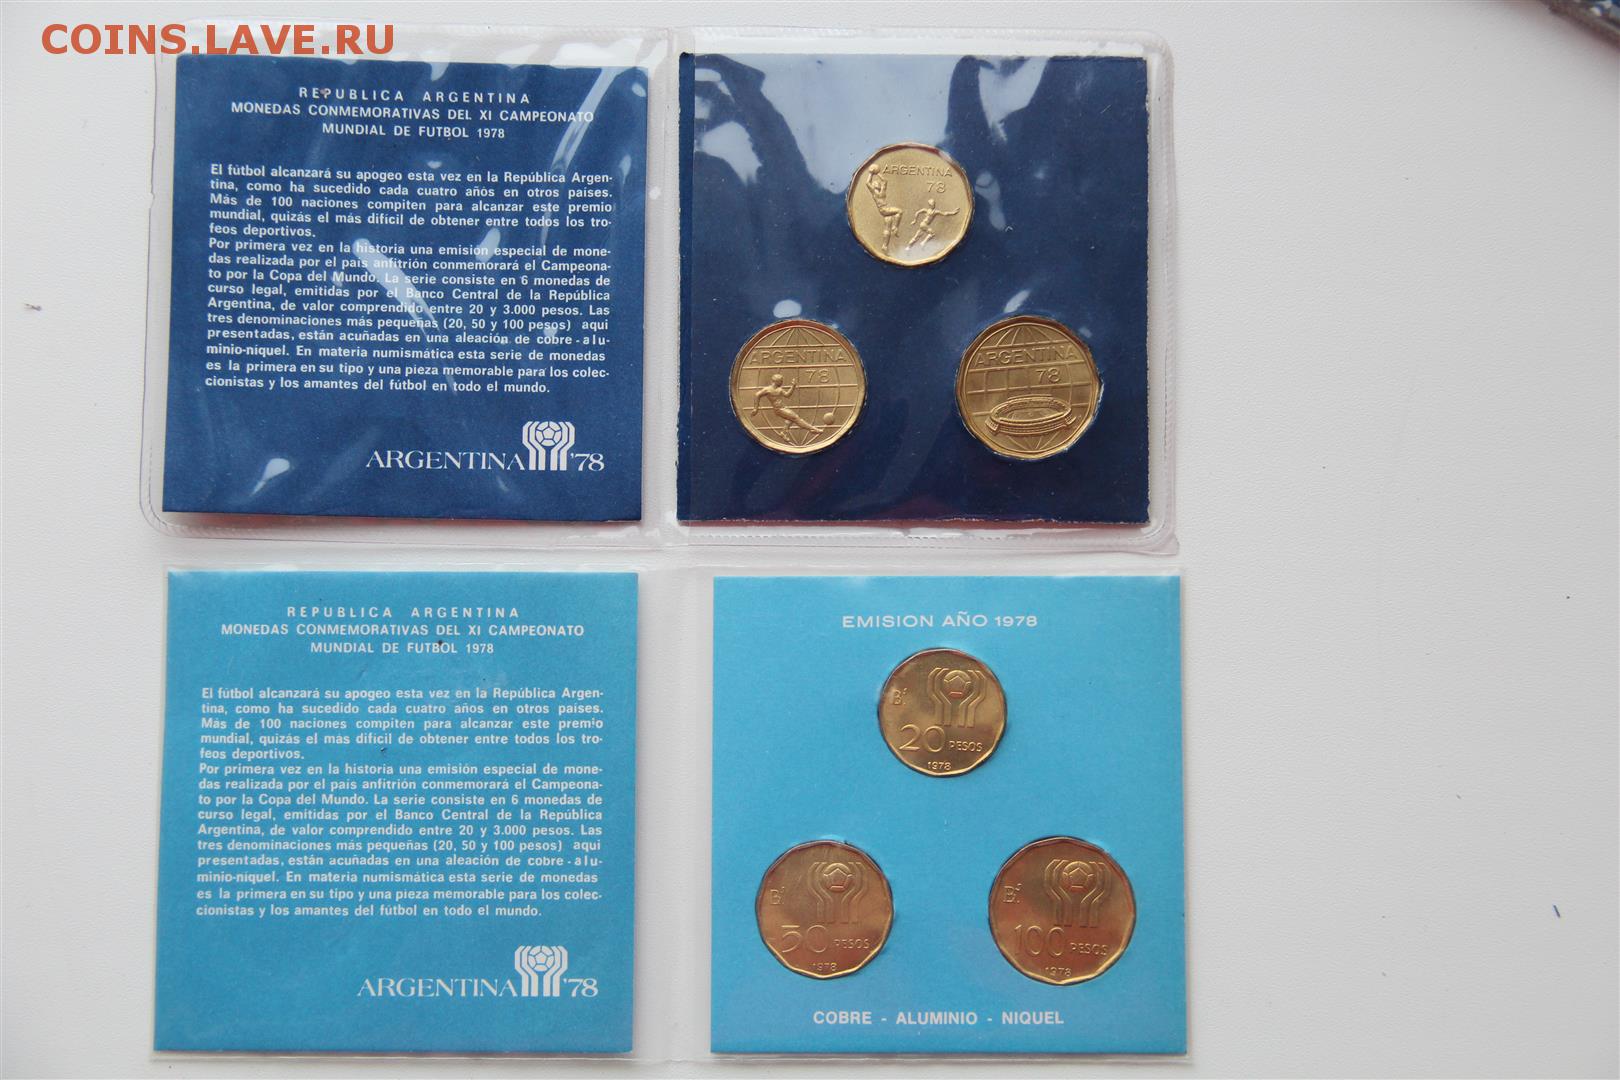 COINS.LAVE.RU
REPUBLICA ARGENTINA
MONEDAS CONMEMORATIVAS DEL XI CAMPEONATO
MUNDIAL DE FUTBOL 1978
El fútbol alcanzará su apogeo esta vez en la República Argen-
tina, como ha sucedido cada cuatro años en otros países.
Más de 100 naciones compiten para alcanzar este premio
mundial, quizás el más difícil de obtener entre todos los tro-
feos deportivos.
Por primera vez en la historia una emisión especial de mone-
das realizada por el país anfitrión conmemorará el Campeona-
to por la Copa del Mundo. La serie consiste en 6 monedas de
curso legal, emitidas por el Banco Central de la República
Argentina, de valor comprendido entre 20 y 3.000 pesos. Las
tres denominaciones más pequeñas (20, 50 y 100 pesos) aquí
presentadas, están acuñadas en una aleación de cobre-alu-
minio-níquel. En materia numismática esta serie de monedas
es la primera en su tipo y una pieza memorable para los colec-
cionistas y los amantes del fútbol en todo el mundo.
ARGENTINA '78
ARGENTINA
78
ARGENTINA
78
ARGENTINA
78
REPUBLICA ARGENTINA
MONEDAS CONMEMORATIVAS DEL XI CAMPEONATO
MUNDIAL DE FUTBOL 1978
El fútbol alcanzará su apogeo esta vez en la República Argen-
tina, como ha sucedido cada cuatro años en otros países.
Más de 100 naciones compiten para alcanzar este premio
mundial, quizás el más difícil de obtener entre todos los tro-
feos deportivos.
Por primera vez en la historia una emisión especial de mone-
das realizada por el país anfitrión conmemorará el Campeona-
to por la Copa del Mundo. La serie consiste en 6 monedas de
curso legal, emitidas por el Banco Central de la República
Argentina, de valor comprendido entre 20 y 3.000 pesos. Las
tres denominaciones más pequeñas (20, 50 y 100 pesos) aquí
presentadas, están acuñadas en una aleación de cobre-alu-
minio-níquel. En materia numismática esta serie de monedas
es la primera en su tipo y una pieza memorable para los colec-
cionistas y los amantes del fútbol en todo el mundo.
ARGENTINA '78
EMISION AÑO 1978
20 PESOS
1978
50 PESOS
1978
100 PESOS
1978
COBRE - ALUMINIO - NIQUEL